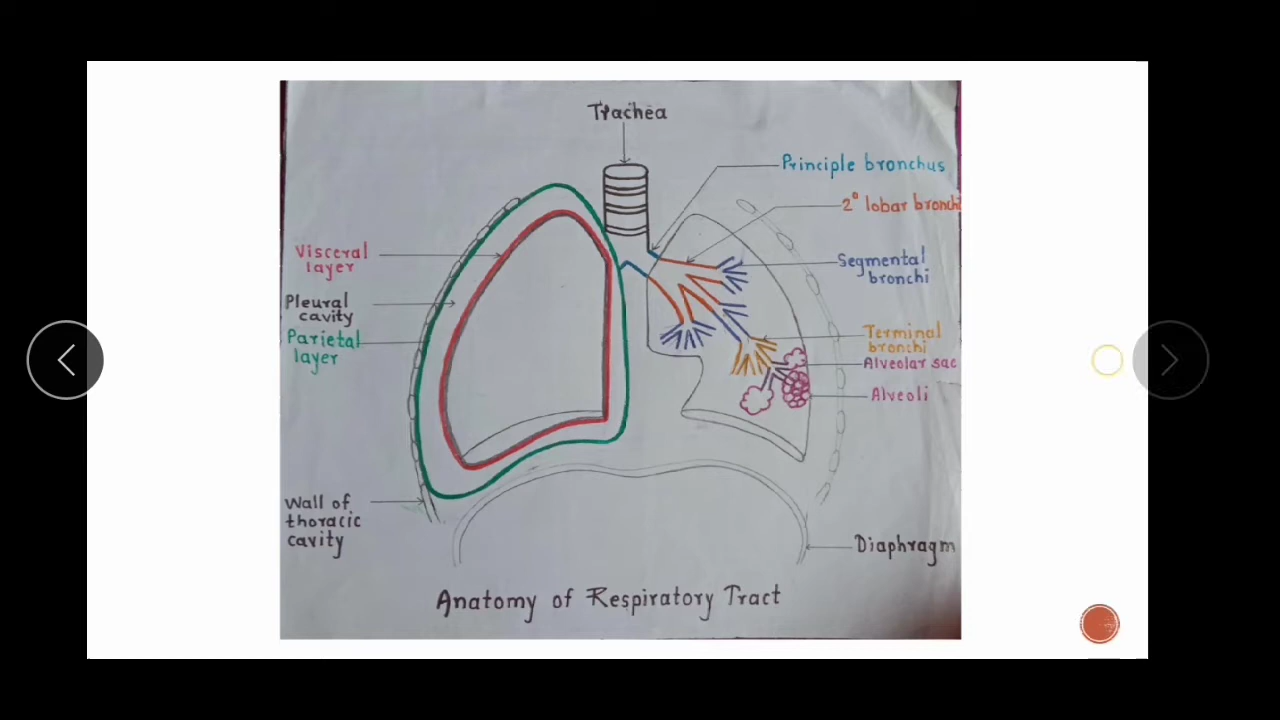 Trachea
Principle bronchus
2° lobar bronchi
Visceral
layer
Segmental
bronchi
Pleural
cavity
Parietal
layer
Terminal
bronchi
Alveolar sac
Alveoli
Wall of
thoracic
cavity
Diaphragm
Anatomy of Respiratory Tract